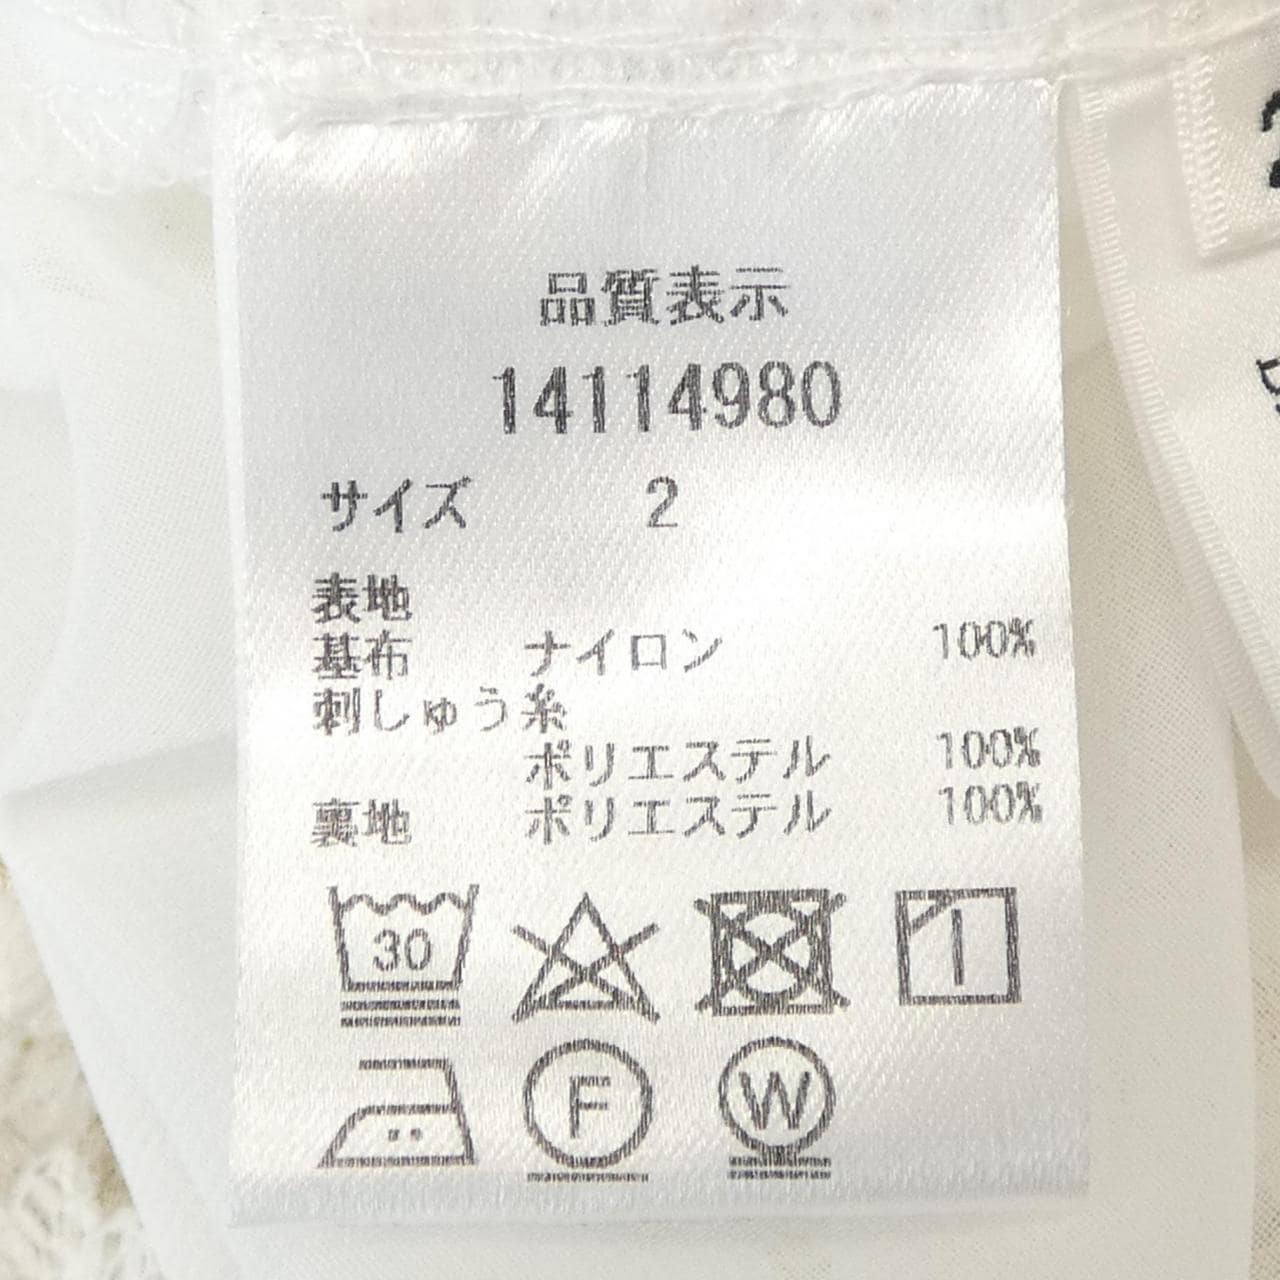 品質表示
14114980
サイズ 2
表地
基布 ナイロン 100%
刺しゅう糸
ポリエステル 100%
裏地 ポリエステル 100%
30
F
W